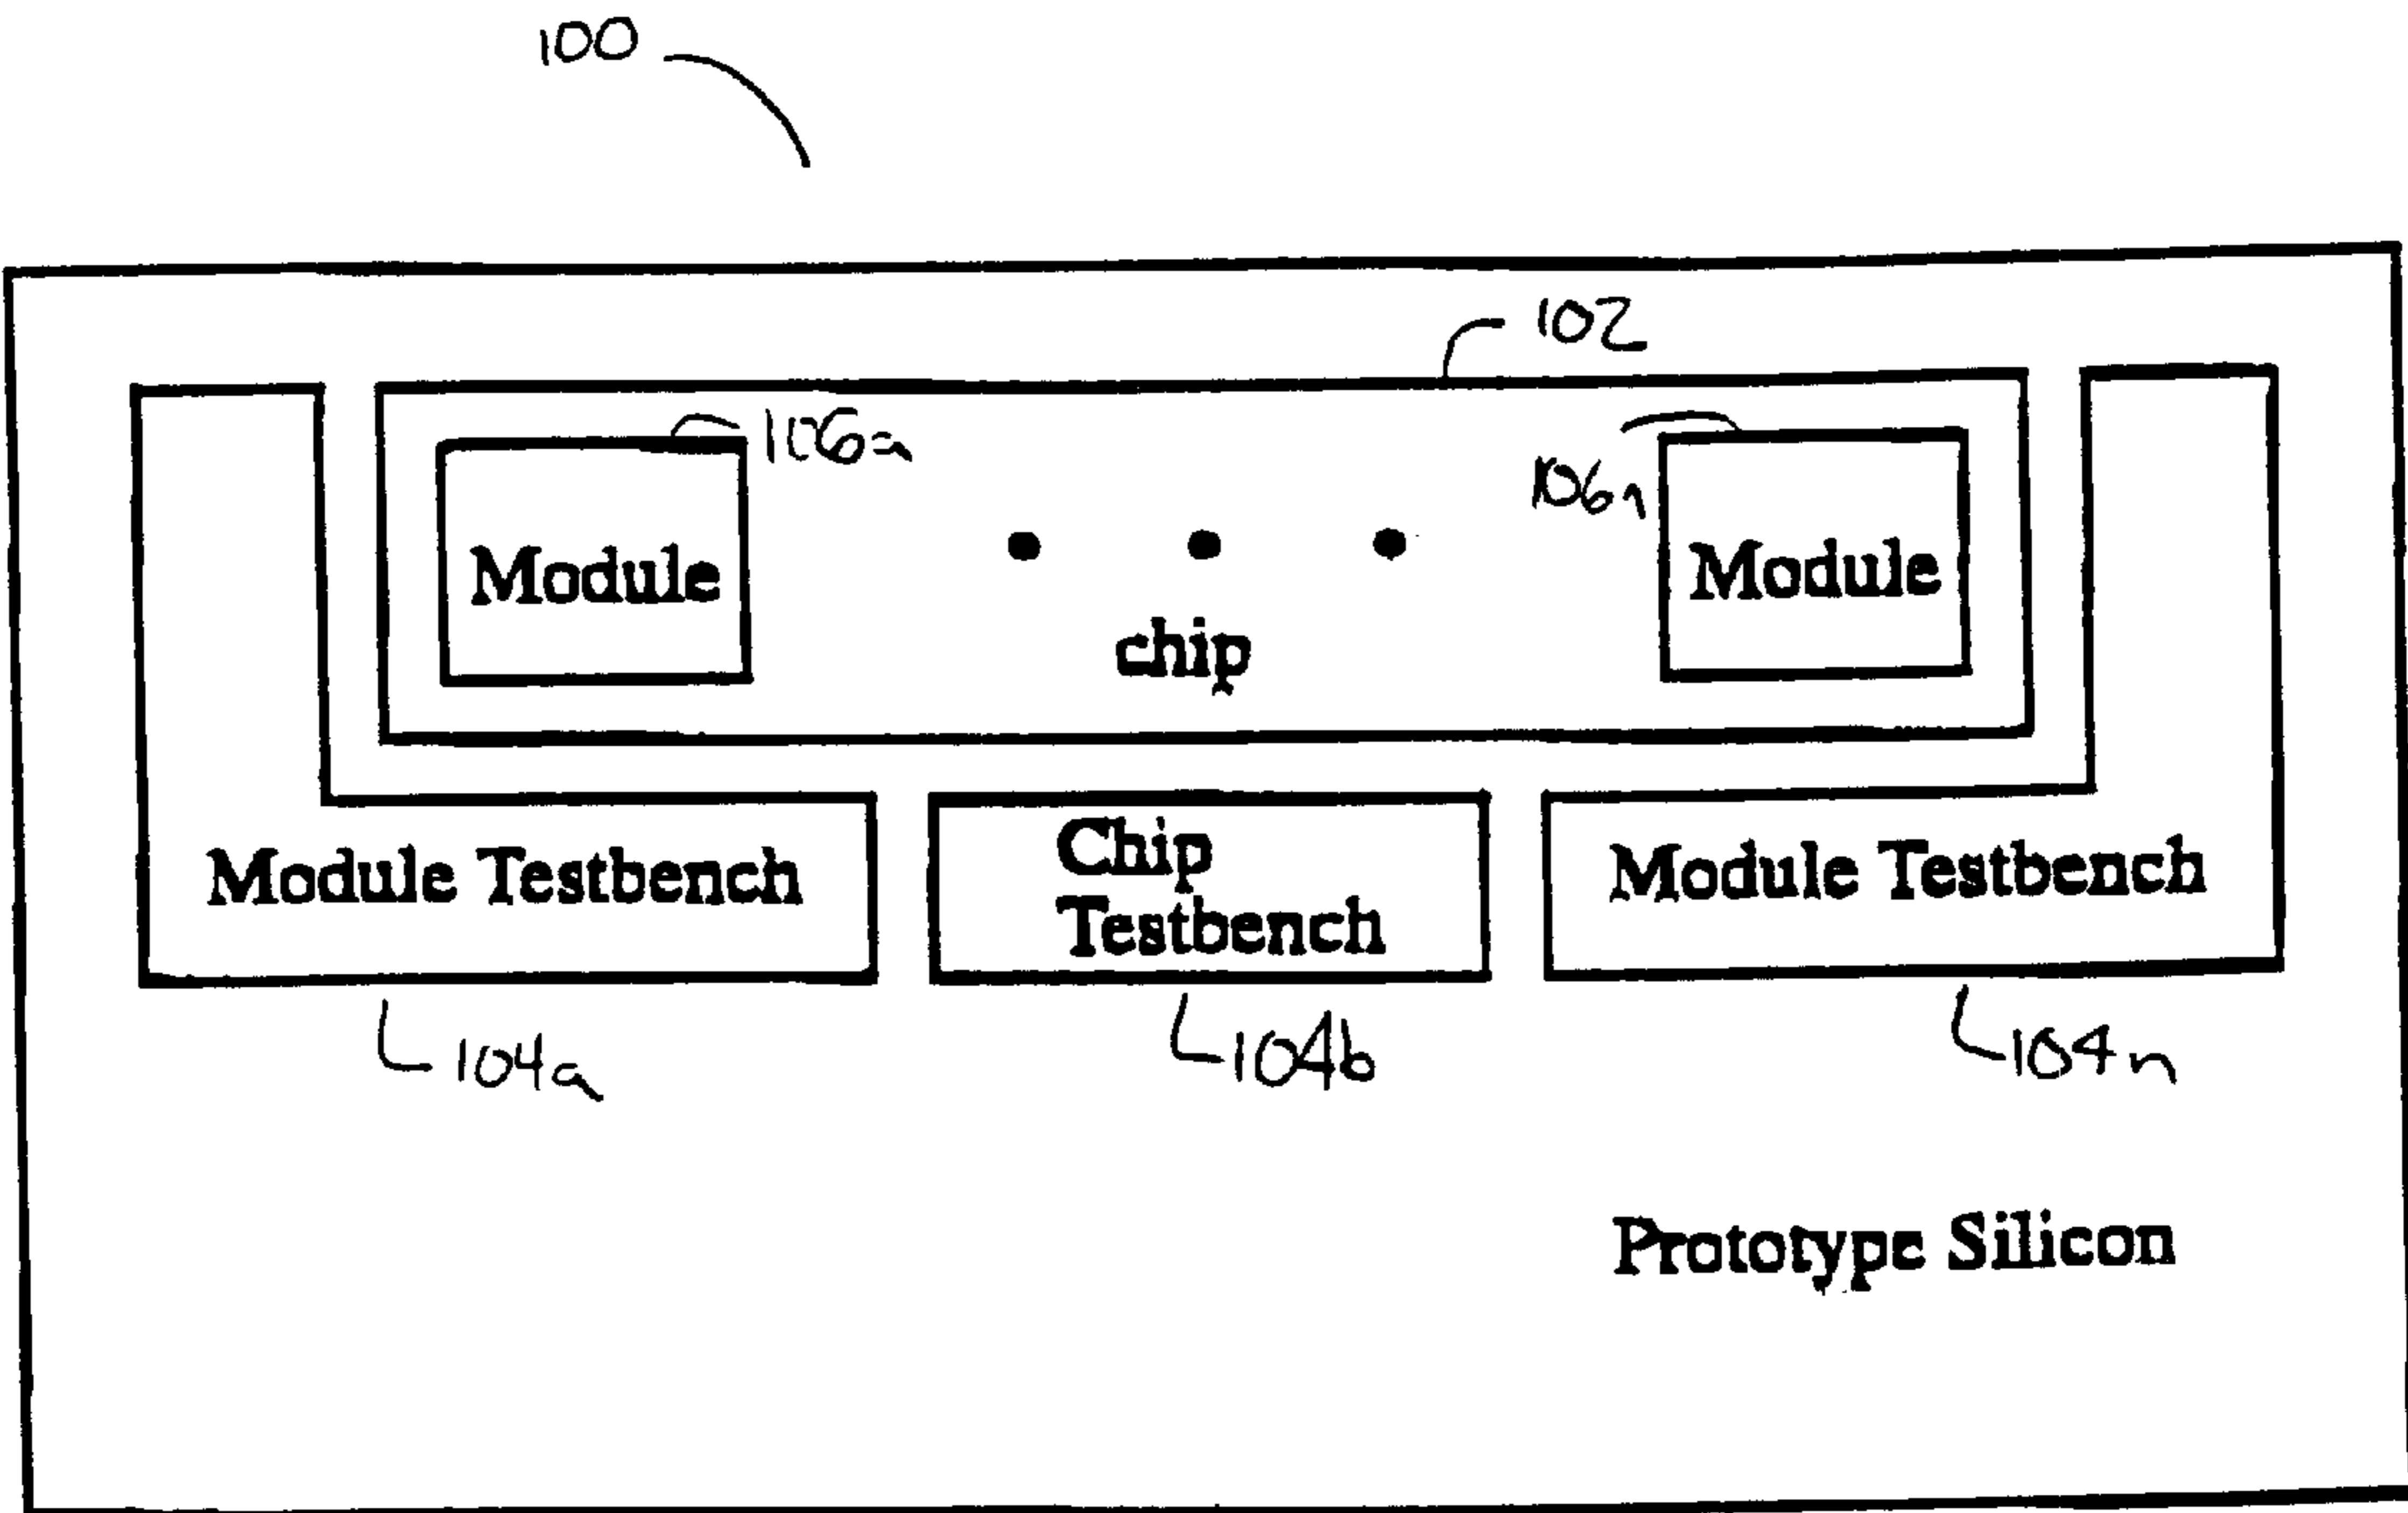 100
102
106a
106n
Module
Module
chip
Module Testbench
Chip
Testbench
Module Testbench
104a
104b
104n
Prototype Silicon